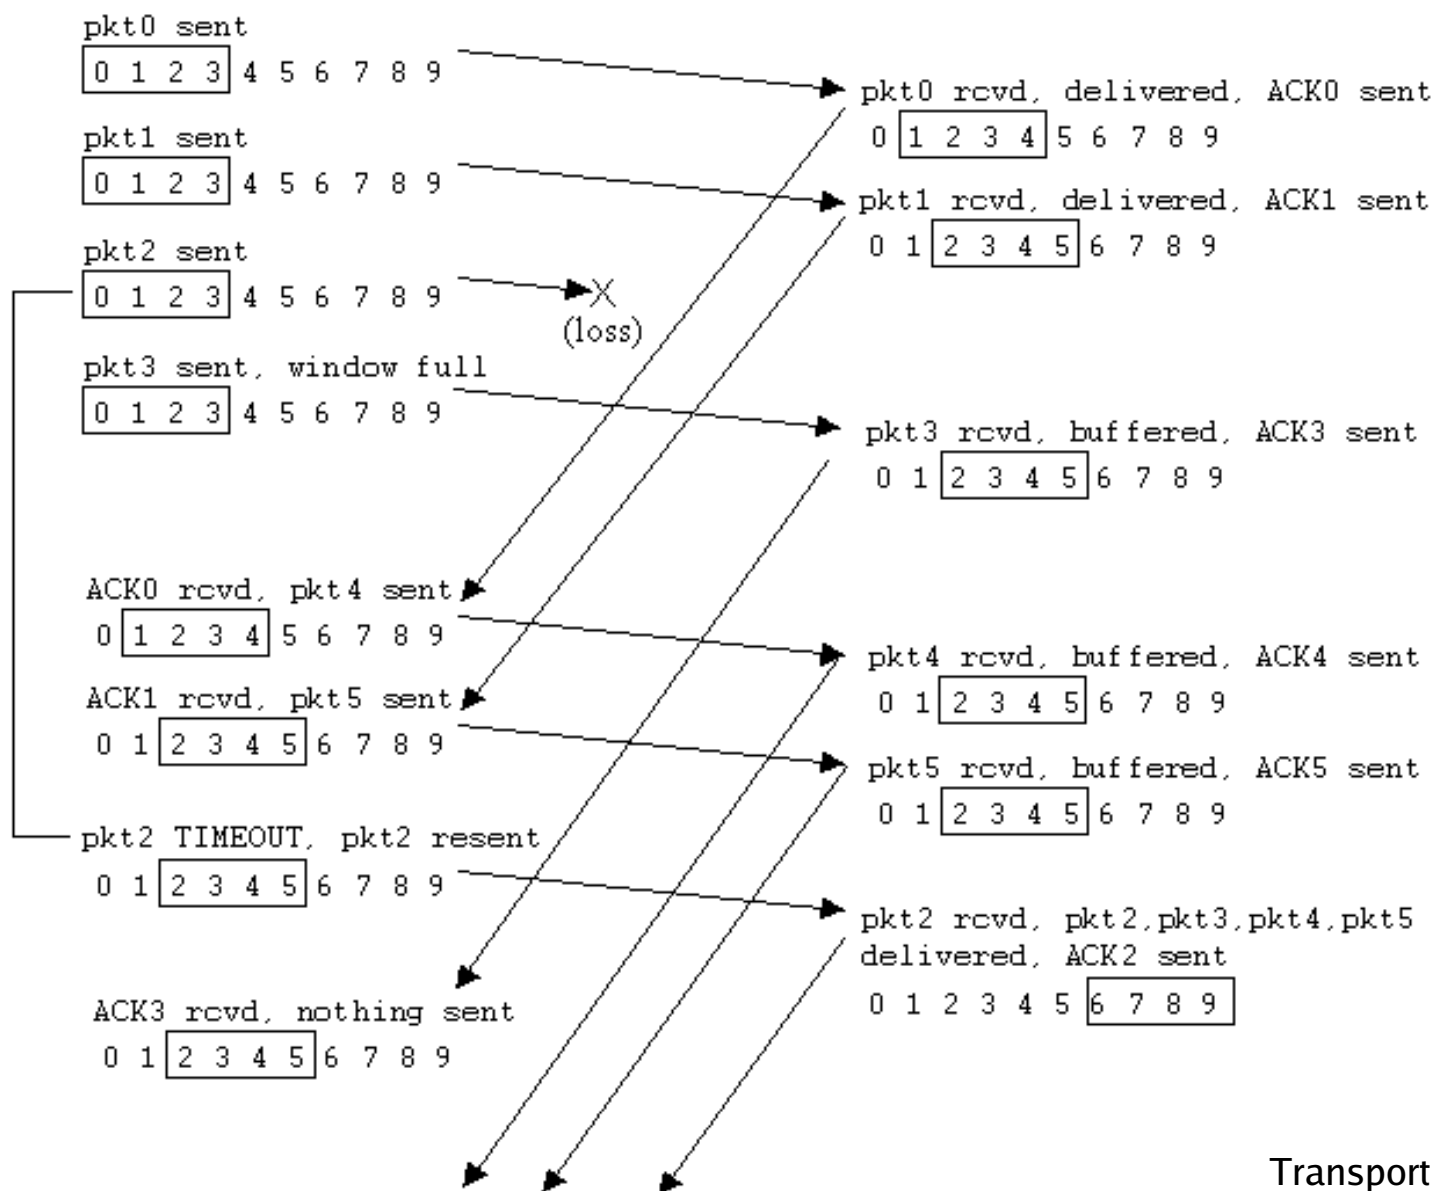 pkt0 sent
0 1 2 3 4 5 6 7 8 9
pkt1 sent
0 1 2 3 4 5 6 7 8 9
pkt2 sent
0 1 2 3 4 5 6 7 8 9
pkt3 sent, window full
0 1 2 3 4 5 6 7 8 9
ACK0 rcvd, pkt4 sent
0 1 2 3 4 5 6 7 8 9
ACK1 rcvd, pkt5 sent
0 1 2 3 4 5 6 7 8 9
pkt2 TIMEOUT, pkt2 resent
0 1 2 3 4 5 6 7 8 9
ACK3 rcvd, nothing sent
0 1 2 3 4 5 6 7 8 9
X
(loss)
pkt0 rcvd, delivered, ACK0 sent
0 1 2 3 4 5 6 7 8 9
pkt1 rcvd, delivered, ACK1 sent
0 1 2 3 4 5 6 7 8 9
pkt3 rcvd, buffered, ACK3 sent
0 1 2 3 4 5 6 7 8 9
pkt4 rcvd, buffered, ACK4 sent
0 1 2 3 4 5 6 7 8 9
pkt5 rcvd, buffered, ACK5 sent
0 1 2 3 4 5 6 7 8 9
pkt2 rcvd, pkt2,pkt3,pkt4,pkt5
delivered, ACK2 sent
0 1 2 3 4 5 6 7 8 9
Transport